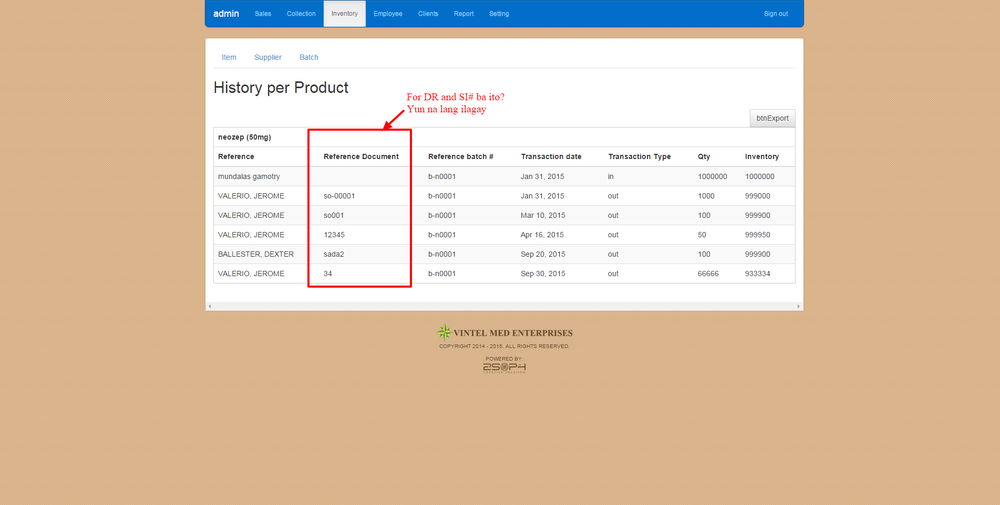 admin Sales Collection Inventory Employee Clients Report Setting Sign out
Item Supplier Batch
History per Product
For DR and SI# ba ito?
Yun na lang ilagay
btnExport
neozep (50mg)
Reference Reference Document Reference batch # Transaction date Transaction Type Qty Inventory
mundalas gamotry b-n0001 Jan 31, 2015 in 1000000 1000000
VALERIO, JEROME so-00001 b-n0001 Jan 31, 2015 out 1000 999000
VALERIO, JEROME so001 b-n0001 Mar 10, 2015 out 100 999900
VALERIO, JEROME 12345 b-n0001 Apr 16, 2015 out 50 999950
BALLESTER, DEXTER sada2 b-n0001 Sep 20, 2015 out 100 999900
VALERIO, JEROME 34 b-n0001 Sep 30, 2015 out 66666 933334
VINTEL MED ENTERPRISES
COPYRIGHT 2014 - 2015. ALL RIGHTS RESERVED.
POWERED BY:
CREATIVE SOLUTION